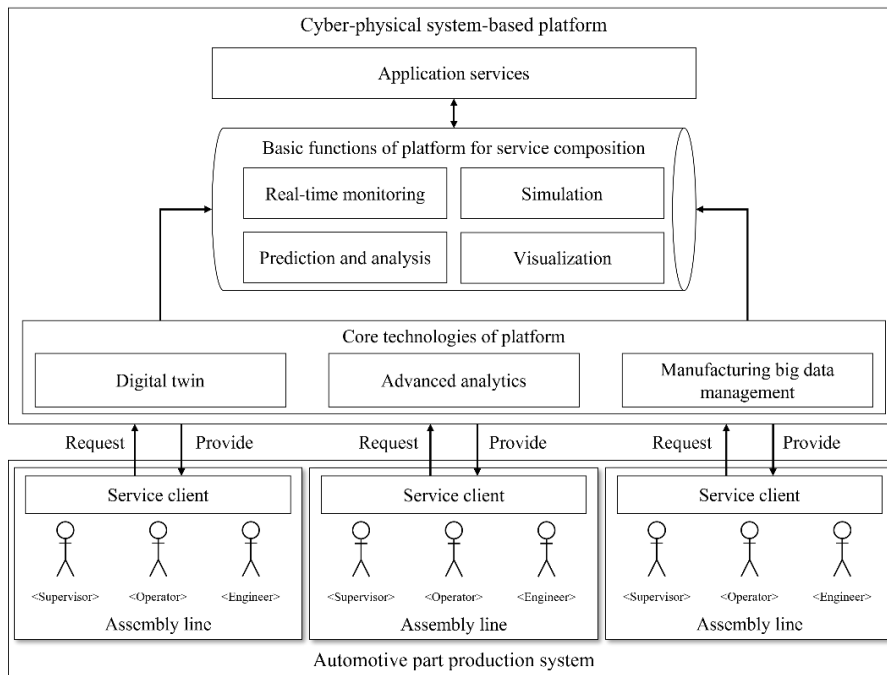 Cyber-physical system-based platform
Application services
Basic functions of platform for service composition
Real-time monitoring
Simulation
Prediction and analysis
Visualization
Core technologies of platform
Digital twin
Advanced analytics
Manufacturing big data
management
Request
Provide
Request
Provide
Request
Provide
Service client
Service client
Service client
<Supervisor>
<Operator>
<Engineer>
<Supervisor>
<Operator>
<Engineer>
<Supervisor>
<Operator>
<Engineer>
Assembly line
Assembly line
Assembly line
Automotive part production system